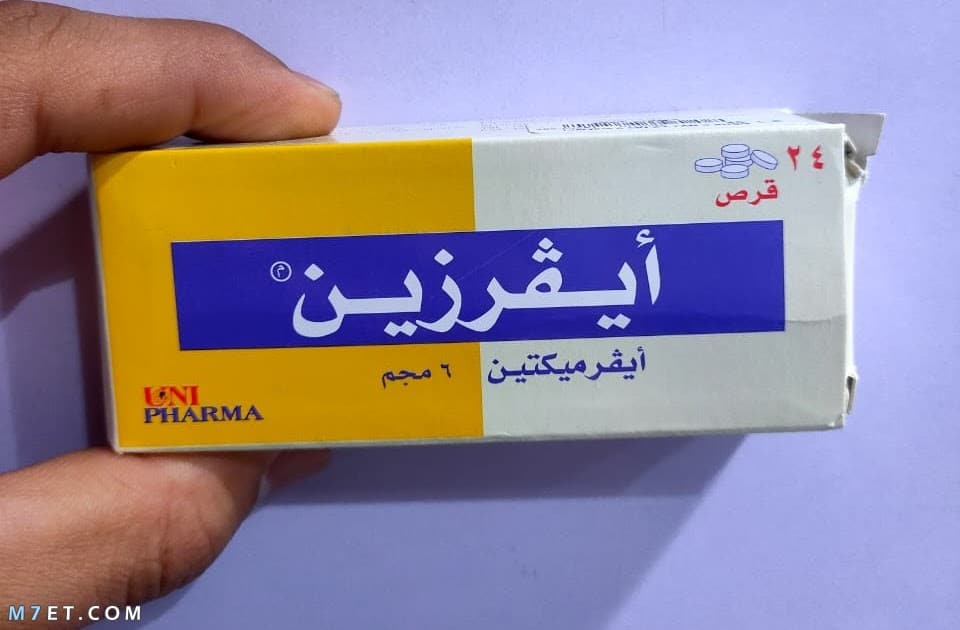 ٢٤
قرص
أيڤرزين م
أيڤرميكتين ٦ مجم
UNI
PHARMA
M7ET.COM